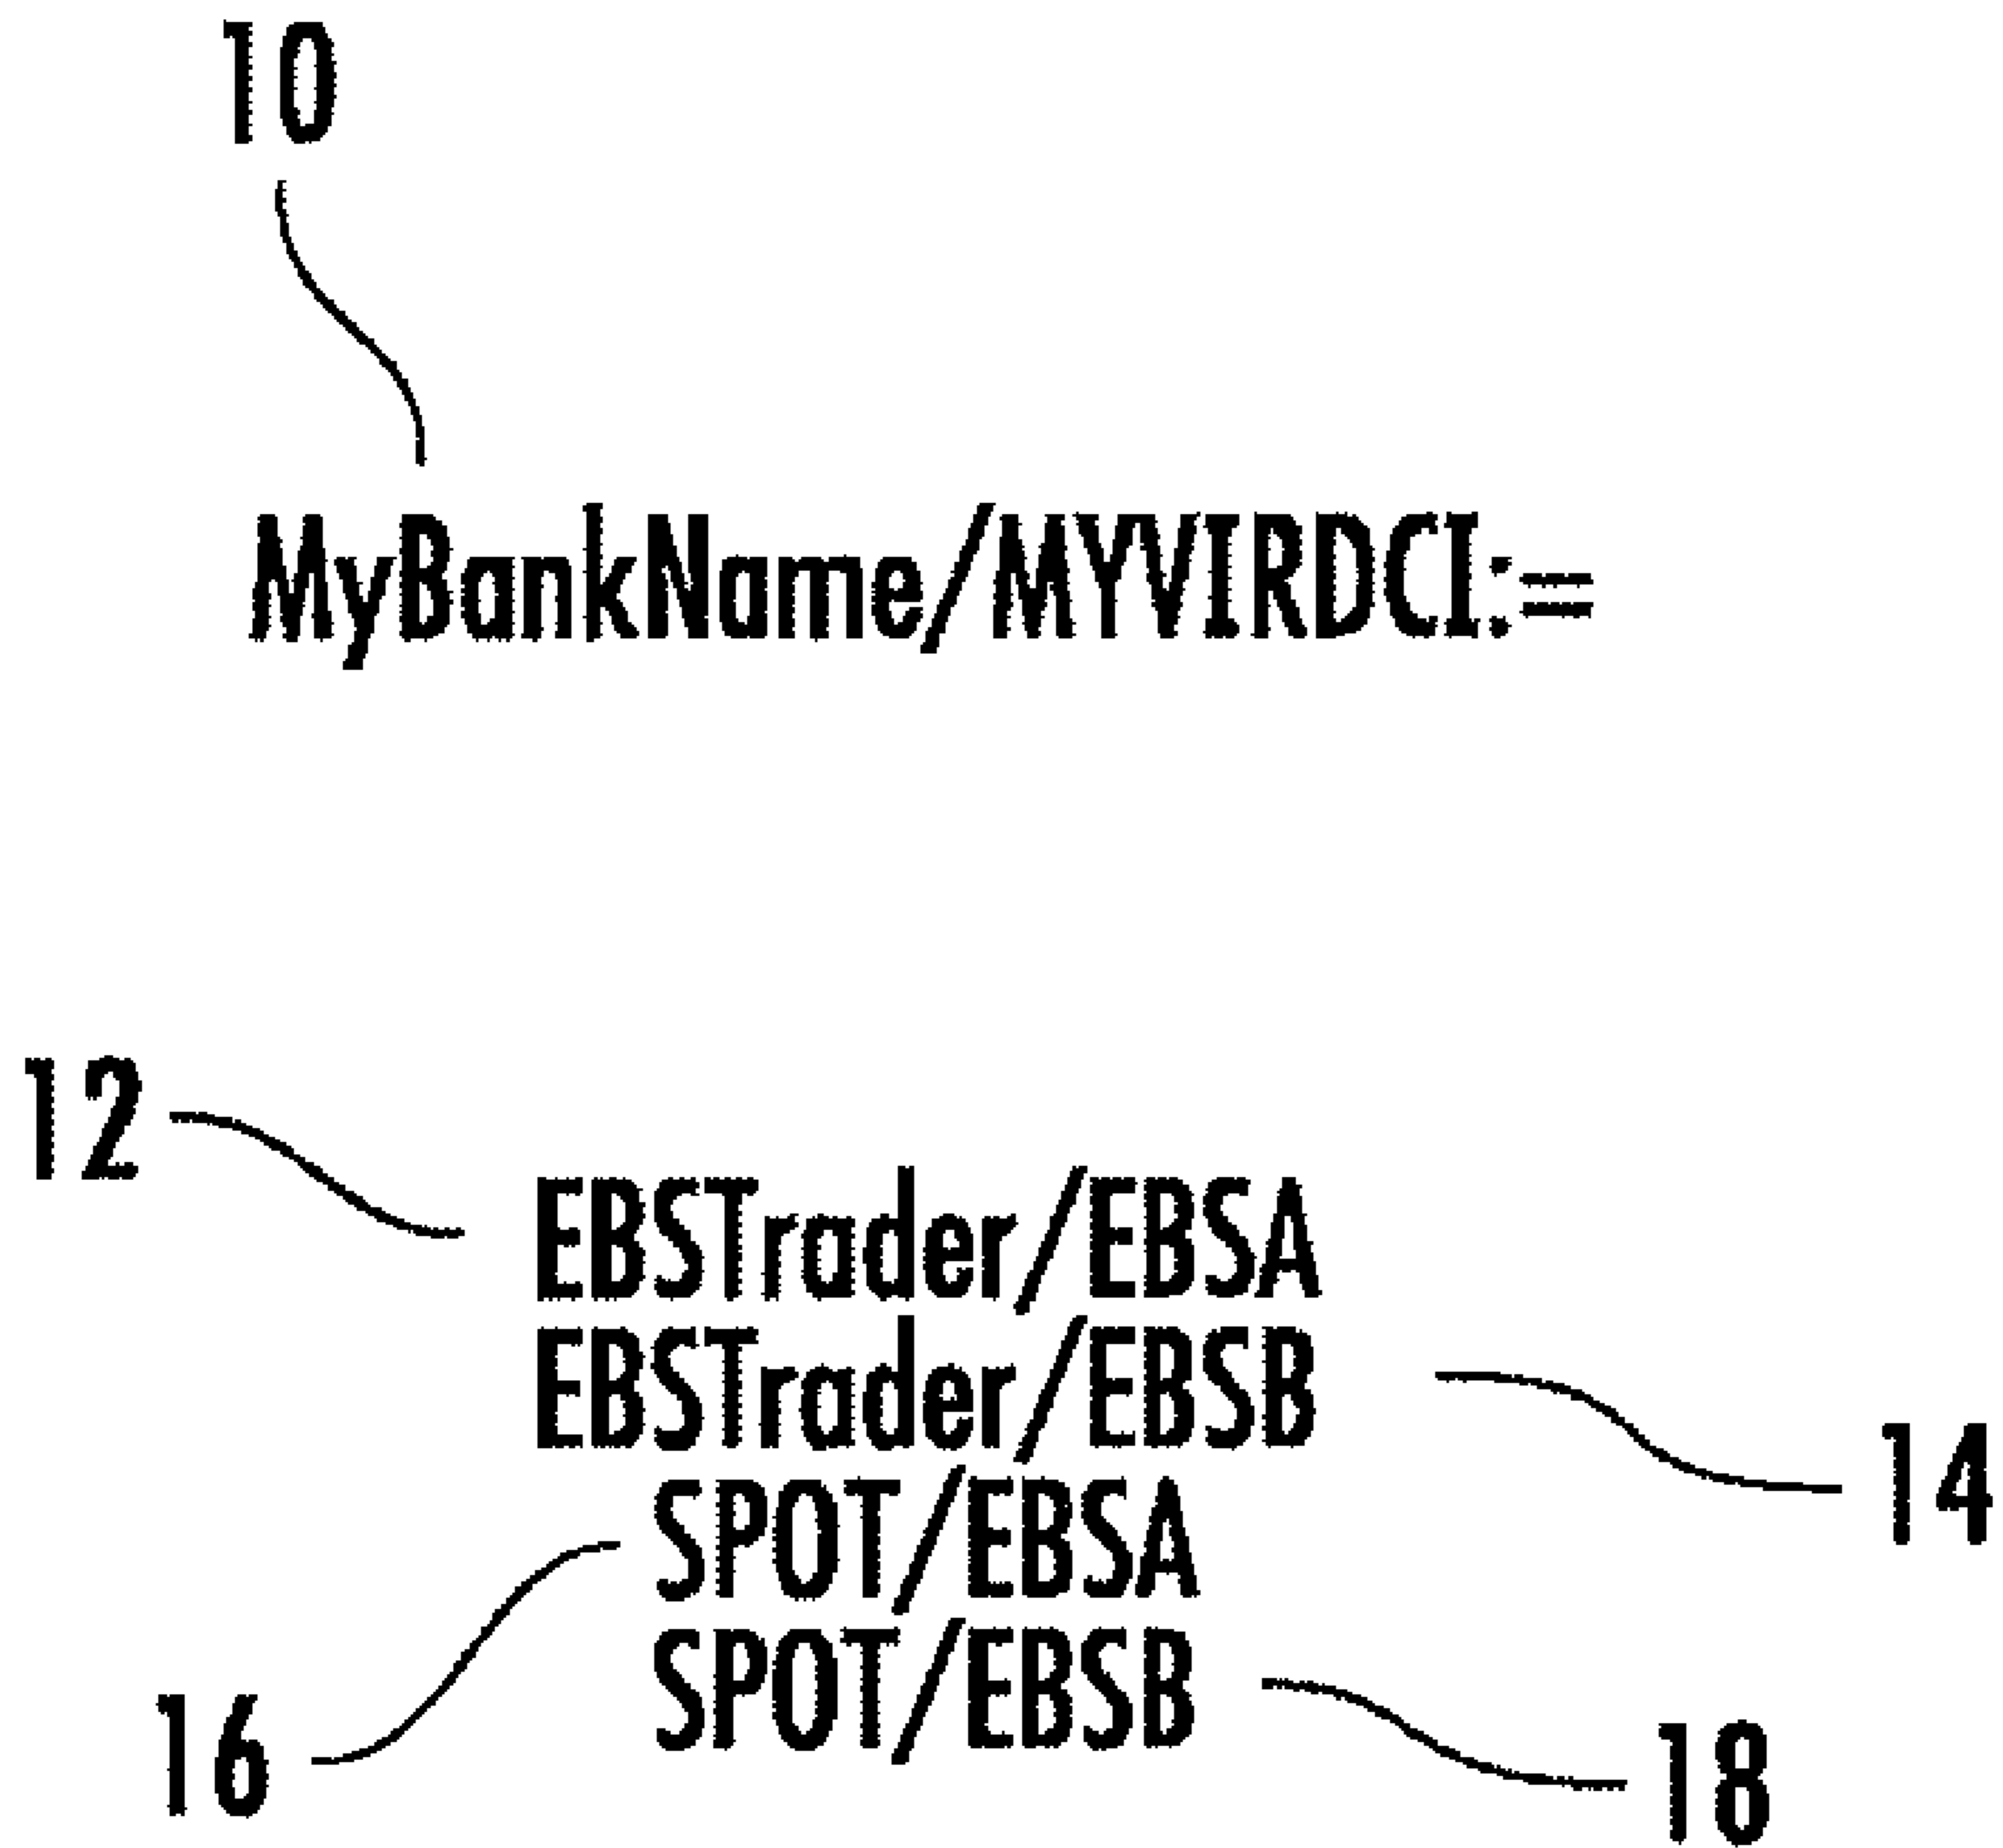 10
MyBankName/MYVIRDCI:=
12
EBSTrader/EBSA
EBSTrader/EBSB
14
SPOT/EBSA
16
SPOT/EBSB
18